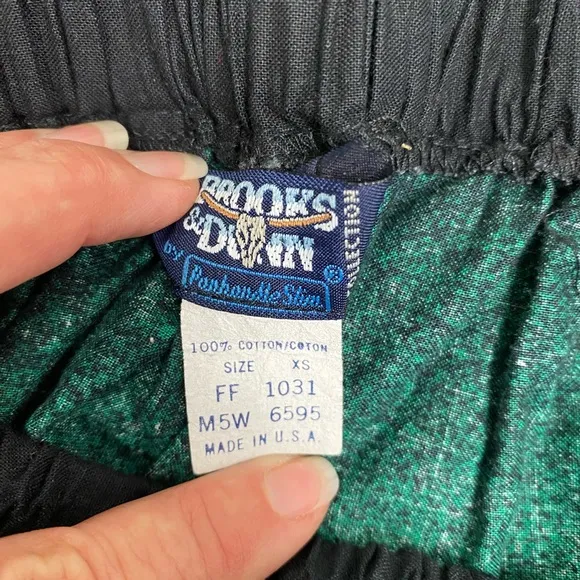 BROOKS
& DUNN
COLLECTION
BY
Panhandle Slim ®
100% COTTON/COTON
SIZE XS
FF 1031
M5W 6595
MADE IN U.S.A.